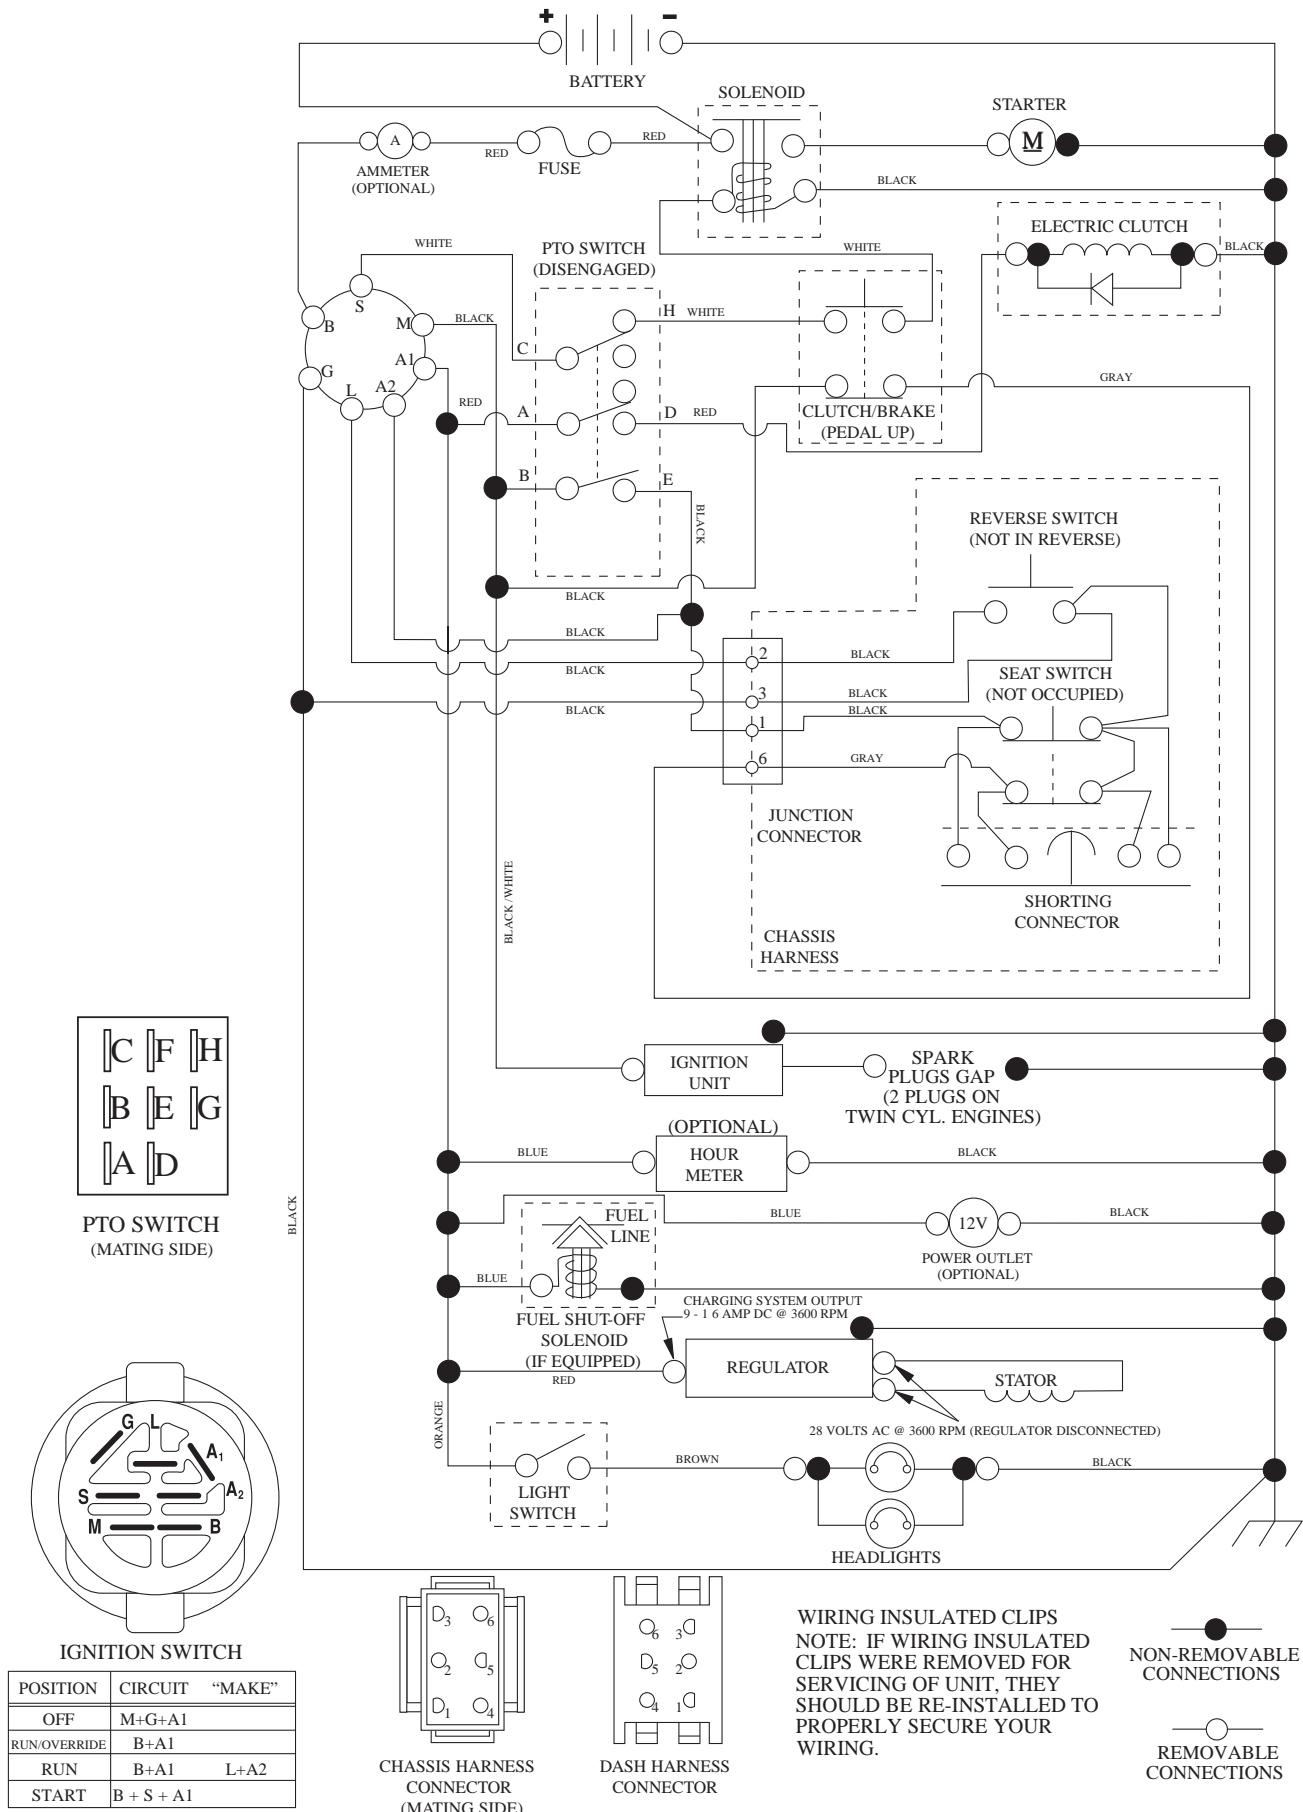 + –
BATTERY
SOLENOID
STARTER
A
RED
FUSE
RED
M
AMMETER
(OPTIONAL)
BLACK
ELECTRIC CLUTCH
BLACK
WHITE
PTO SWITCH
(DISENGAGED)
WHITE
S
B
M
BLACK
H
WHITE
C
G
A1
L
A2
RED
A
D
RED
GRAY
CLUTCH/BRAKE
(PEDAL UP)
B
E
BLACK
REVERSE SWITCH
(NOT IN REVERSE)
BLACK
BLACK
2
BLACK
BLACK
SEAT SWITCH
(NOT OCCUPIED)
3
BLACK
BLACK
BLACK
1
6
GRAY
JUNCTION
CONNECTOR
BLACK /WHITE
SHORTING
CONNECTOR
CHASSIS
HARNESS
C F H
B E G
A D
PTO SWITCH
(MATING SIDE)
IGNITION
UNIT
SPARK
PLUGS GAP
(2 PLUGS ON
TWIN CYL. ENGINES)
(OPTIONAL)
HOUR
METER
BLUE
BLACK
BLACK
FUEL
LINE
BLUE
12V
BLACK
POWER OUTLET
(OPTIONAL)
BLUE
FUEL SHUT-OFF
SOLENOID
(IF EQUIPPED)
CHARGING SYSTEM OUTPUT
9 - 1 6 AMP DC @ 3600 RPM
RED
REGULATOR
STATOR
28 VOLTS AC @ 3600 RPM (REGULATOR DISCONNECTED)
ORANGE
LIGHT
SWITCH
BROWN
BLACK
HEADLIGHTS
G L
A1
S
A2
M
B
IGNITION SWITCH
POSITION CIRCUIT “MAKE”
OFF M+G+A1
RUN/OVERRIDE B+A1
RUN B+A1 L+A2
START B + S + A1
3 6
2 5
1 4
CHASSIS HARNESS
CONNECTOR
(MATING SIDE)
6 3
5 2
4 1
DASH HARNESS
CONNECTOR
WIRING INSULATED CLIPS
NOTE: IF WIRING INSULATED
CLIPS WERE REMOVED FOR
SERVICING OF UNIT, THEY
SHOULD BE RE-INSTALLED TO
PROPERLY SECURE YOUR
WIRING.
NON-REMOVABLE
CONNECTIONS
REMOVABLE
CONNECTIONS